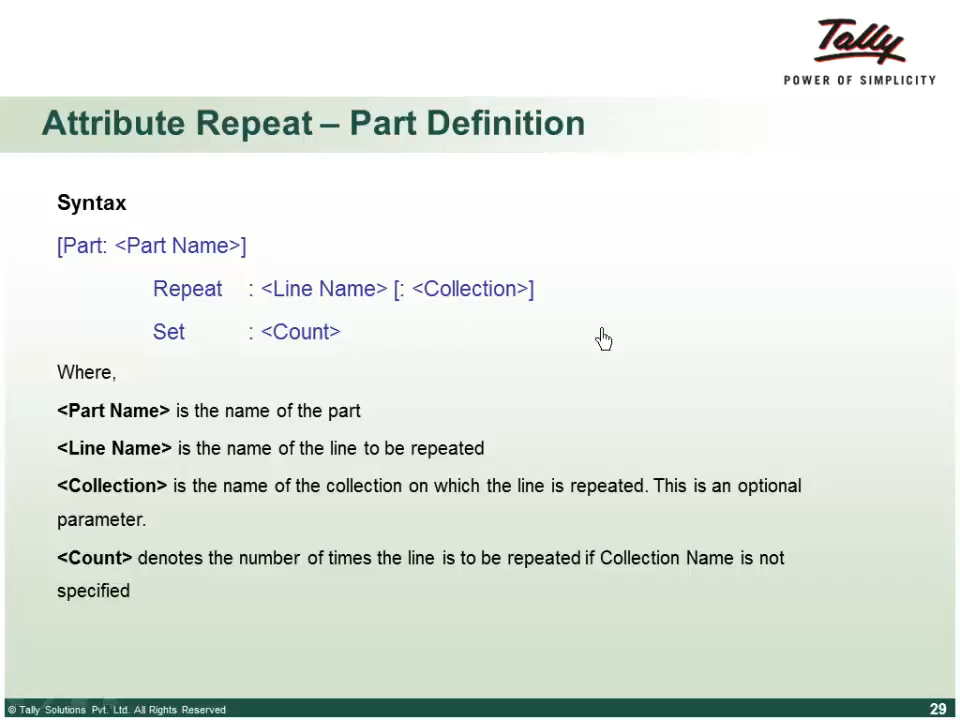 Tally
POWER OF SIMPLICITY
Attribute Repeat – Part Definition
Syntax
[Part: <Part Name>]
Repeat : <Line Name> [: <Collection>]
Set : <Count>
Where,
<Part Name> is the name of the part
<Line Name> is the name of the line to be repeated
<Collection> is the name of the collection on which the line is repeated. This is an optional
parameter.
<Count> denotes the number of times the line is to be repeated if Collection Name is not
specified
© Tally Solutions Pvt. Ltd. All Rights Reserved
29